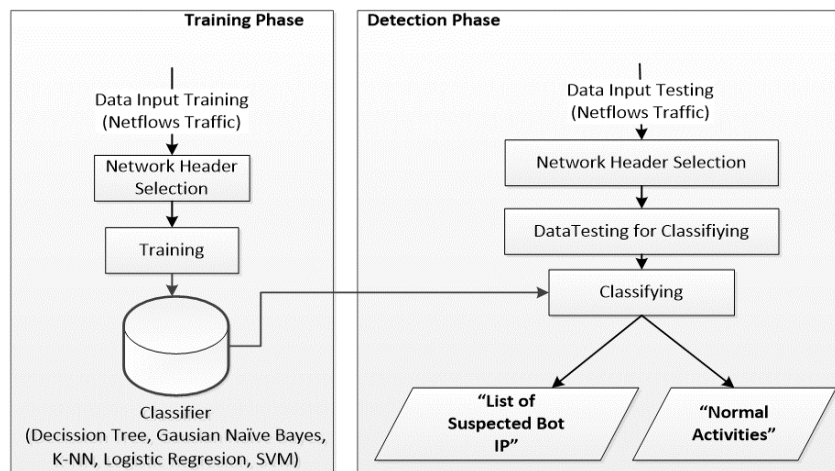 Training Phase
Data Input Training
(Netflows Traffic)
Network Header
Selection
Training
Classifier
(Decission Tree, Gausian Naïve Bayes,
K-NN, Logistic Regresion, SVM)
Detection Phase
Data Input Testing
(Netflows Traffic)
Network Header Selection
DataTesting for Classifiying
Classifying
“List of
Suspected Bot
IP”
“Normal
Activities”